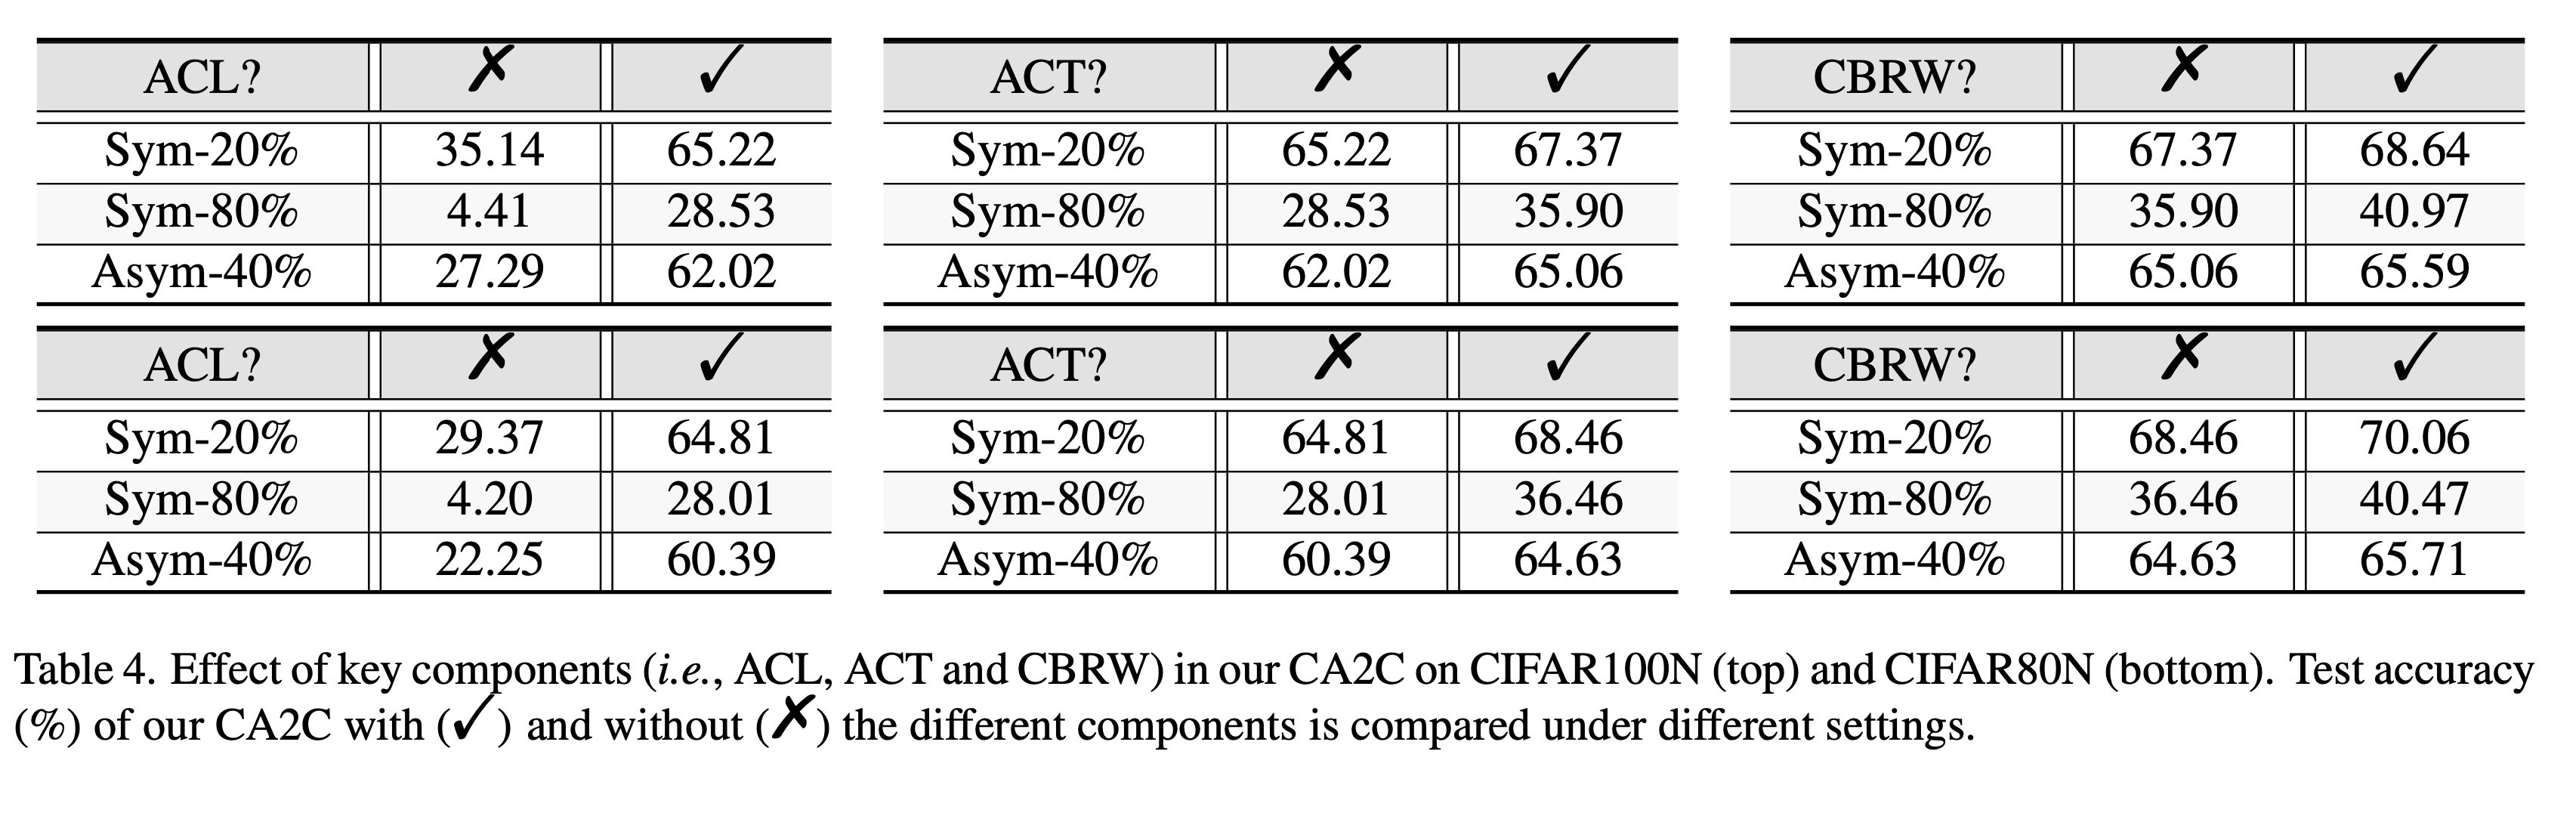 ACL? ✗ ✓
Sym-20% 35.14 65.22
Sym-80% 4.41 28.53
Asym-40% 27.29 62.02
ACT? ✗ ✓
Sym-20% 65.22 67.37
Sym-80% 28.53 35.90
Asym-40% 62.02 65.06
CBRW? ✗ ✓
Sym-20% 67.37 68.64
Sym-80% 35.90 40.97
Asym-40% 65.06 65.59
ACL? ✗ ✓
Sym-20% 29.37 64.81
Sym-80% 4.20 28.01
Asym-40% 22.25 60.39
ACT? ✗ ✓
Sym-20% 64.81 68.46
Sym-80% 28.01 36.46
Asym-40% 60.39 64.63
CBRW? ✗ ✓
Sym-20% 68.46 70.06
Sym-80% 36.46 40.47
Asym-40% 64.63 65.71
Table 4. Effect of key components (i.e., ACL, ACT and CBRW) in our CA2C on CIFAR100N (top) and CIFAR80N (bottom). Test accuracy
(%) of our CA2C with (✓) and without (✗) the different components is compared under different settings.